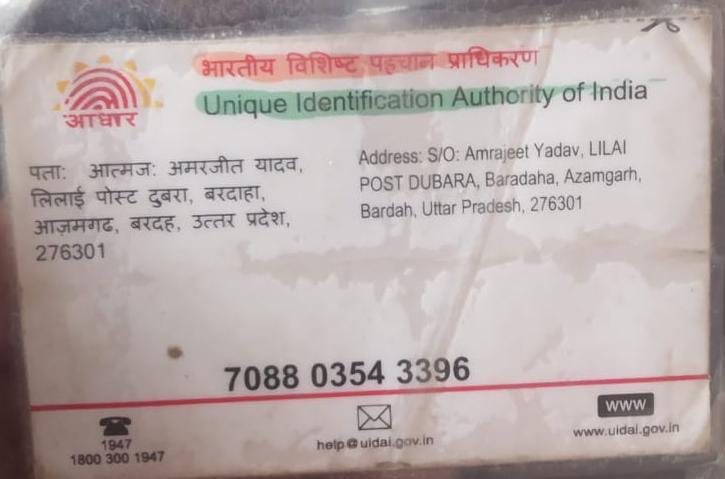 भारतीय विशिष्ट पहचान प्राधिकरण
Unique Identification Authority of India
आधार
पता: आत्मज: अमरजीत यादव,
लिलाई पोस्ट दुबरा, बरदाहा,
आज़मगढ, बरदह, उत्तर प्रदेश,
276301
Address: S/O: Amrajeet Yadav, LILAI
POST DUBARA, Baradaha, Azamgarh,
Bardah, Uttar Pradesh, 276301
7088 0354 3396
1947
1800 300 1947
help@uidai.gov.in
WWW
www.uidai.gov.in